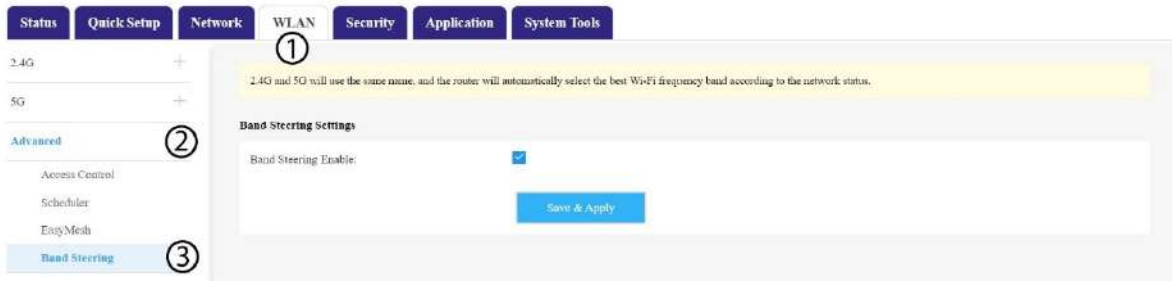 Status Quick Setup Network WLAN Security Application System Tools
①
2.4G
2.4G and 5G will use the same name, and the router will automatically select the best Wi-Fi frequency band according to the network status.
5G
Band Steering Settings
Advanced ②
Band Steering Enable:
Access Control
Scheduler
Save & Apply
EasyMesh
Band Steering ③